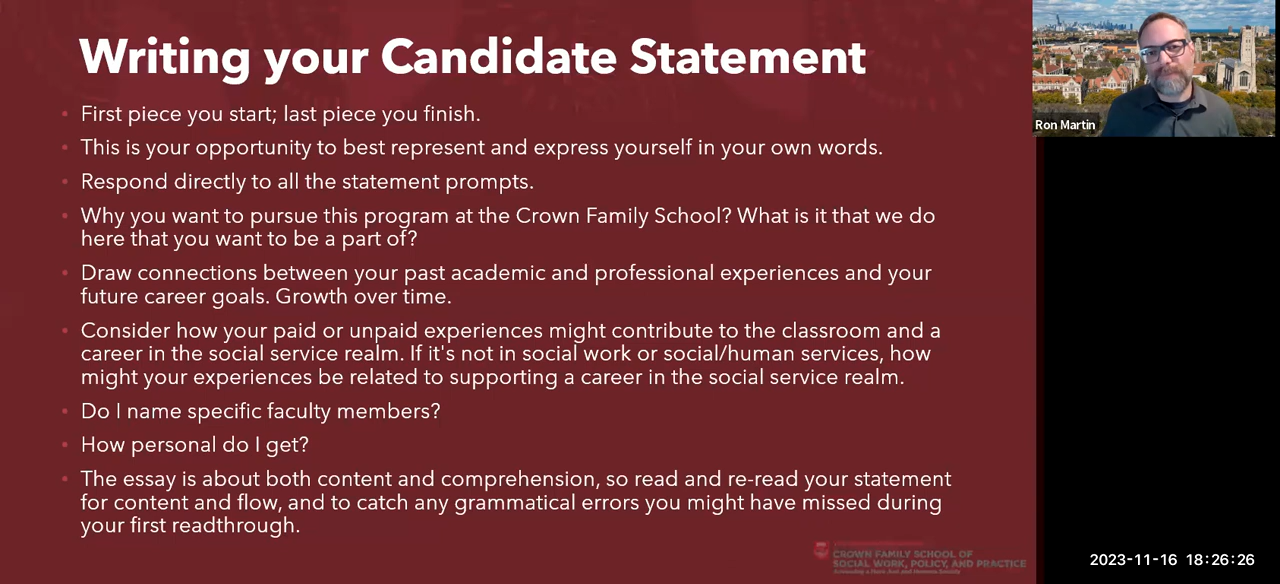 Writing your Candidate Statement
• First piece you start; last piece you finish.
• This is your opportunity to best represent and express yourself in your own words.
• Respond directly to all the statement prompts.
• Why you want to pursue this program at the Crown Family School? What is it that we do
here that you want to be a part of?
• Draw connections between your past academic and professional experiences and your
future career goals. Growth over time.
• Consider how your paid or unpaid experiences might contribute to the classroom and a
career in the social service realm. If it's not in social work or social/human services, how
might your experiences be related to supporting a career in the social service realm.
• Do I name specific faculty members?
• How personal do I get?
• The essay is about both content and comprehension, so read and re-read your statement
for content and flow, and to catch any grammatical errors you might have missed during
your first readthrough.
CROWN FAMILY SCHOOL OF
SOCIAL WORK, POLICY, AND PRACTICE
Ron Martin
2023-11-16 18:26:26